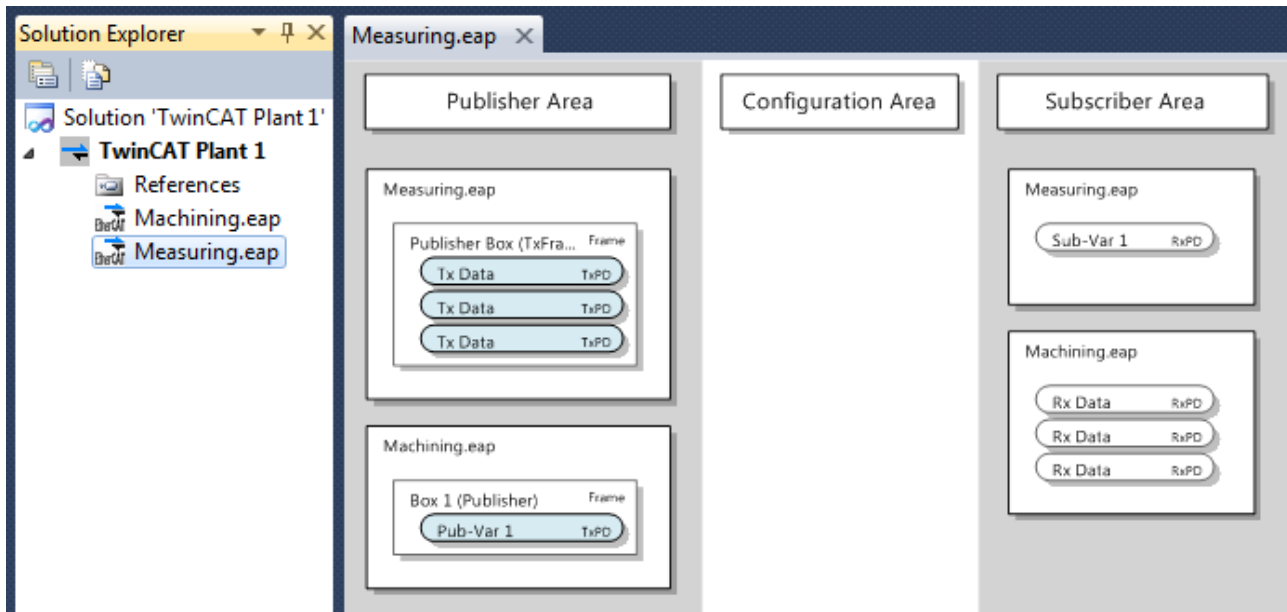 Solution Explorer
Solution 'TwinCAT Plant 1'
TwinCAT Plant 1
References
Machining.eap
Measuring.eap
Measuring.eap
Publisher Area
Measuring.eap
Publisher Box (TxFra... Frame
Tx Data TxPD
Tx Data TxPD
Tx Data TxPD
Machining.eap
Box 1 (Publisher) Frame
Pub-Var 1 TxPD
Configuration Area
Subscriber Area
Measuring.eap
Sub-Var 1 RxPD
Machining.eap
Rx Data RxPD
Rx Data RxPD
Rx Data RxPD